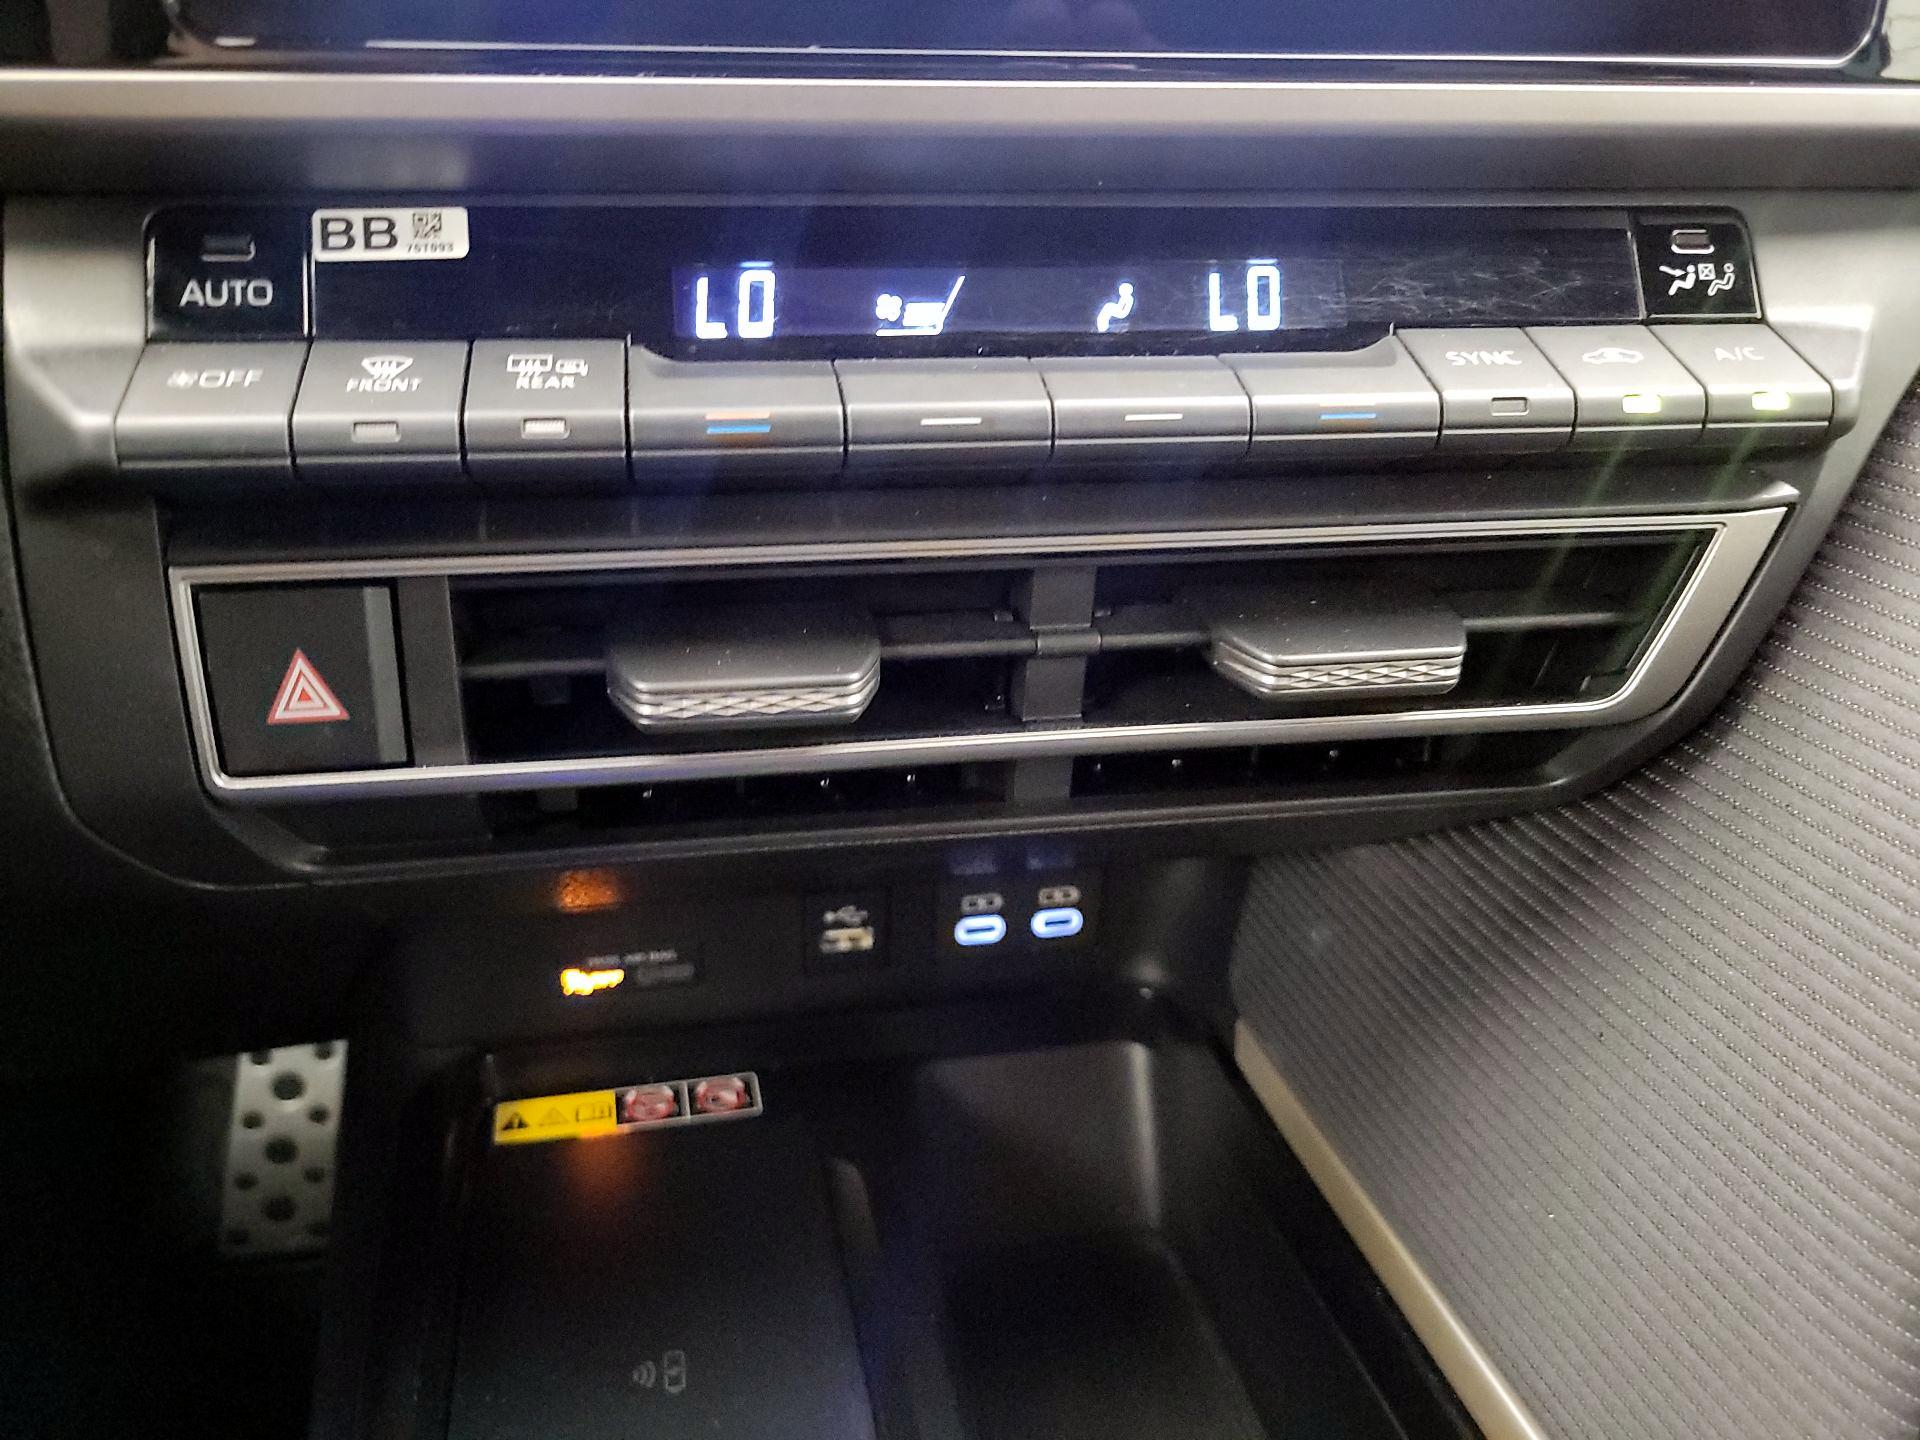 BB
AUTO
LO
LO
OFF
FRONT
REAR
SYNC
A/C